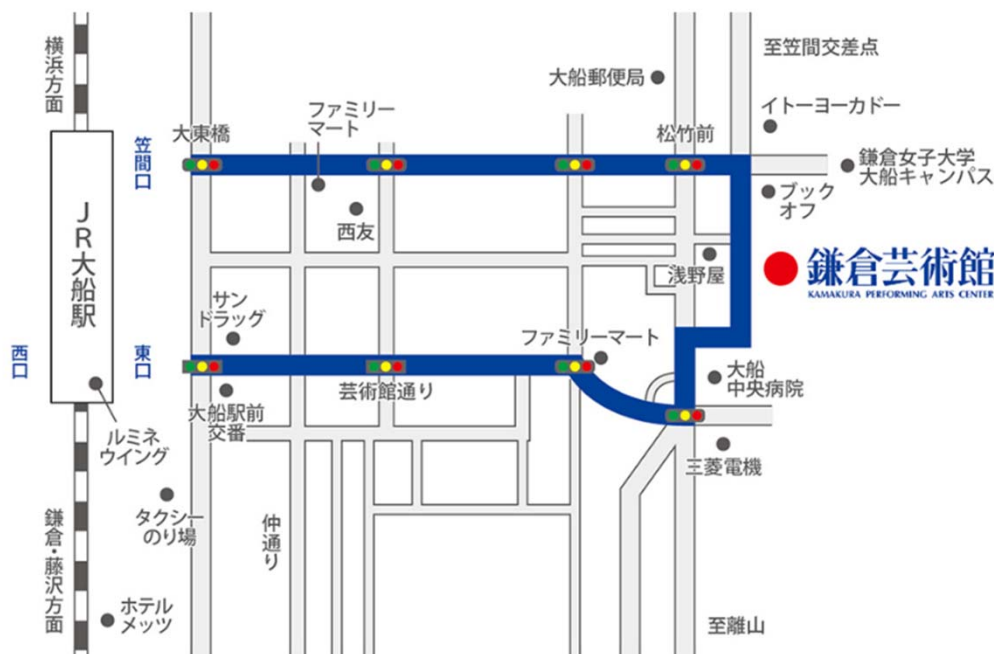 横浜方面
至笠間交差点
大船郵便局
ファミリー
マート
イトーヨーカドー
大東橋
松竹前
笠間口
鎌倉女子大学
大船キャンパス
ブック
オフ
西友
JR大船駅
鎌倉芸術館
KAMAKURA PERFORMING ARTS CENTER
浅野屋
サン
ドラッグ
ファミリーマート
西口
東口
大船
中央病院
芸術館通り
大船駅前
交番
ルミネ
ウイング
三菱電機
タクシー
のり場
仲通り
鎌倉・藤沢方面
ホテル
メッツ
至離山